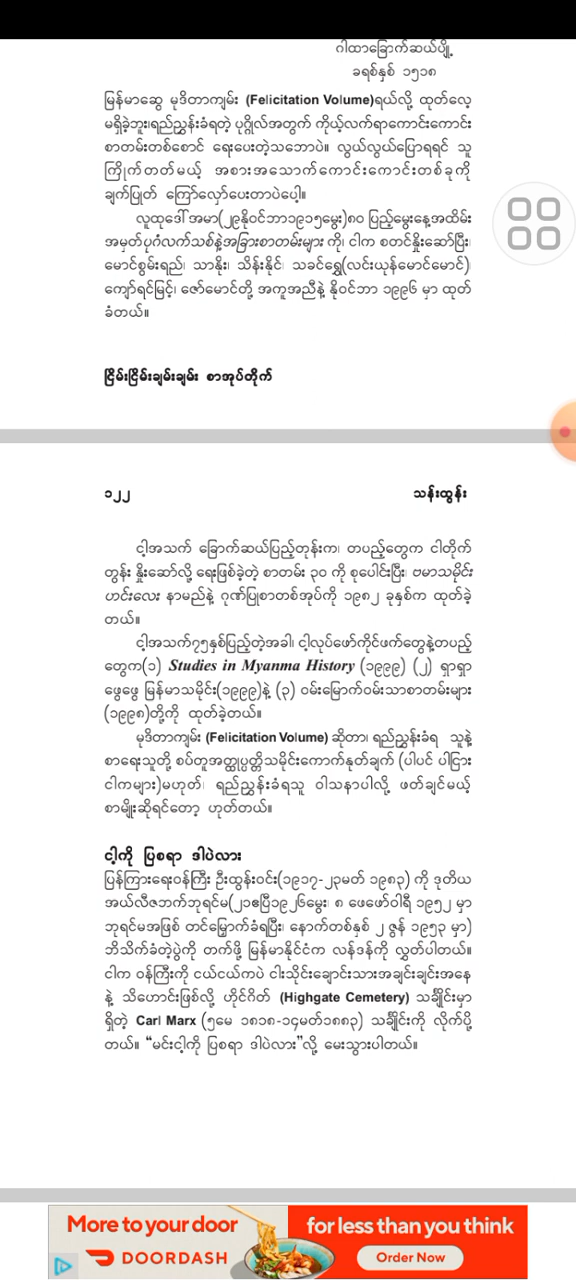 ဂါထာခြောက်ဆယ်ပျို့
ခရစ်နှစ် ၁၅၁၈
မြန်မာဆွေ မုဒိတာကျမ်း (Felicitation Volume)ရယ်လို့ ထုတ်လေ့
မရှိခဲ့ဘူး၊ရည်ညွှန်းခံရတဲ့ ပုဂ္ဂိုလ်အတွက် ကိုယ့်လက်ရာကောင်းကောင်း
စာတမ်းတစ်စောင် ရေးပေးတဲ့သဘောပဲ။ လွယ်လွယ်ပြောရရင် သူ
ကြိုက်တတ်မယ့် အစားအသောက်ကောင်းကောင်းတစ်ခုကို
ချက်ပြုတ် ကြော်လှော်ပေးတာပဲပေါ့။
လူထုဒေါ်အမာ(၂၉နိုဝင်ဘာ၁၉၁၅မွေး)၈၀ ပြည့်မွေးနေ့အထိမ်း
အမှတ်ပုဂံလက်သစ်နဲ့အခြားစာတမ်းများ ကို၊ ငါက စတင်နှိုးဆော်ပြီး၊
မောင်စွမ်းရည်၊ သာနိုး၊ သိန်းနိုင်၊ သခင်ရွှေ(လင်းယုန်မောင်မောင်)
ကျော်ရင်မြင့်၊ ဇော်မောင်တို့ အကူအညီနဲ့ နိုဝင်ဘာ ၁၉၉၆ မှာ ထုတ်
ခံတယ်။
ငြိမ်းငြိမ်းချမ်းချမ်း စာအုပ်တိုက်
၁၂၂ သန်းထွန်း
ငါ့အသက် ခြောက်ဆယ်ပြည့်တုန်းက၊ တပည့်တွေက ငါတိုက်
တွန်း နှိုးဆော်လို့ ရေးဖြစ်ခဲ့တဲ့ စာတမ်း ၃၀ ကို စုပေါင်းပြီး၊ ဗမာသမိုင်း
ဟင်းလေး နာမည်နဲ့ ဂုဏ်ပြုစာတစ်အုပ်ကို ၁၉၈၂ ခုနှစ်က ထုတ်ခဲ့
တယ်။
ငါ့အသက်၇၅နှစ်ပြည့်တဲ့အခါ၊ ငါ့လုပ်ဖော်ကိုင်ဖက်တွေနဲ့တပည့်
တွေက(၁) Studies in Myanma History (၁၉၉၉) (၂) ရှာရှာ
ဖွေဖွေ မြန်မာသမိုင်း(၁၉၉၉)နဲ့ (၃) ဝမ်းမြောက်ဝမ်းသာစာတမ်းများ
(၁၉၉၈)တို့ကို ထုတ်ခဲ့တယ်။
မုဒိတာကျမ်း (Felicitation Volume) ဆိုတာ၊ ရည်ညွှန်းခံရ သူနဲ့
စာရေးသူတို့ စပ်တူအတ္ထုပ္ပတ္တိသမိုင်းကောက်နုတ်ချက် (ပါပင် ပါငြား
ငါကများ)မဟုတ်၊ ရည်ညွှန်းခံရသူ ဝါသနာပါလို့ ဖတ်ချင်မယ့်
စာမျိုးဆိုရင်တော့ ဟုတ်တယ်။
ငါ့ကို ပြစရာ ဒါပဲလား
ပြန်ကြားရေးဝန်ကြီး ဦးထွန်းဝင်း(၁၉၁၇-၂၃မတ် ၁၉၈၃) ကို ဒုတိယ
အယ်လီဇဘက်ဘုရင်မ(၂၁ဧပြီ၁၉၂၆မွေး၊ ၈ ဖေဖော်ဝါရီ ၁၉၅၂ မှာ
ဘုရင်မအဖြစ် တင်မြှောက်ခံရပြီး၊ နောက်တစ်နှစ် ၂ ဇွန် ၁၉၅၃ မှာ)
ဘိသိက်ခံတဲ့ပွဲကို တက်ဖို့ မြန်မာနိုင်ငံက လန်ဒန်ကို လွှတ်ပါတယ်။
ငါက ဝန်ကြီးကို ငယ်ငယ်ကပဲ ငါးသိုင်းချောင်းသားအချင်းချင်းအနေ
နဲ့ သိဟောင်းဖြစ်လို့ ဟိုင်ဂိတ် (Highgate Cemetery) သင်္ချိုင်းမှာ
ရှိတဲ့ Carl Marx (၅မေ ၁၈၁၈-၁၄မတ်၁၈၈၃) သင်္ချိုင်းကို လိုက်ပို့
တယ်။ “မင်းငါ့ကို ပြစရာ ဒါပဲလား”လို့ မေးသွားပါတယ်။
More to your door for less than you think
DOORDASH Order Now